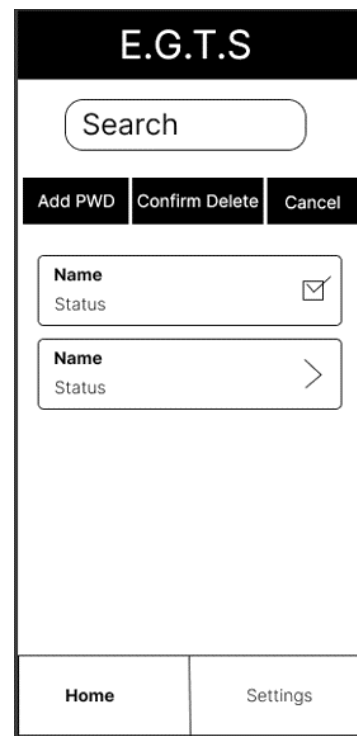 E.G.T.S
Search
Add PWD Confirm Delete Cancel
Name
Status
Name
Status
Home Settings